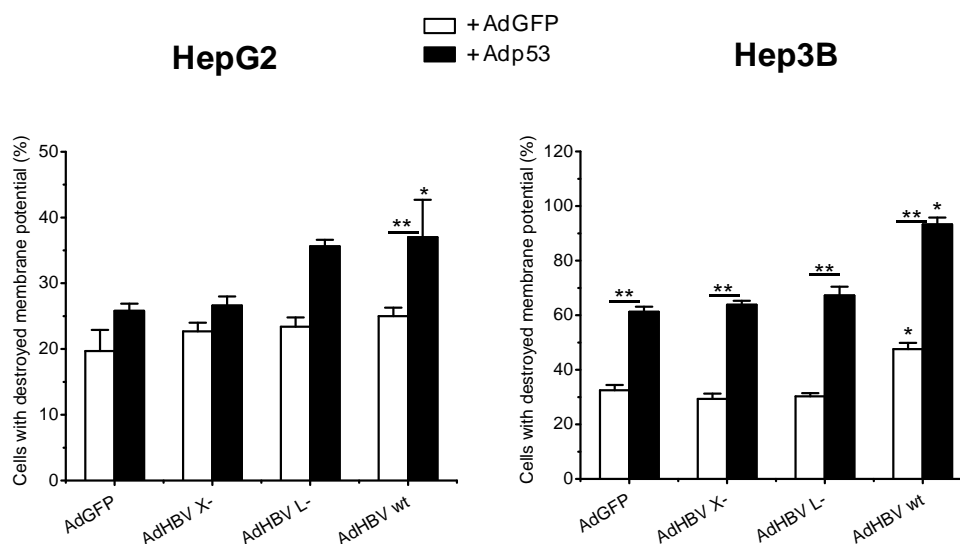 +AdGFP
+Adp53
HepG2
Hep3B
Cells with destroyed membrane potential (%)
50
40
30
20
10
0
*
**
AdGFP
AdHBV X-
AdHBV L-
AdHBV wt
Cells with destroyed membrane potential (%)
120
100
80
60
40
20
0
*
**
**
**
**
*
AdGFP
AdHBV X-
AdHBV L-
AdHBV wt